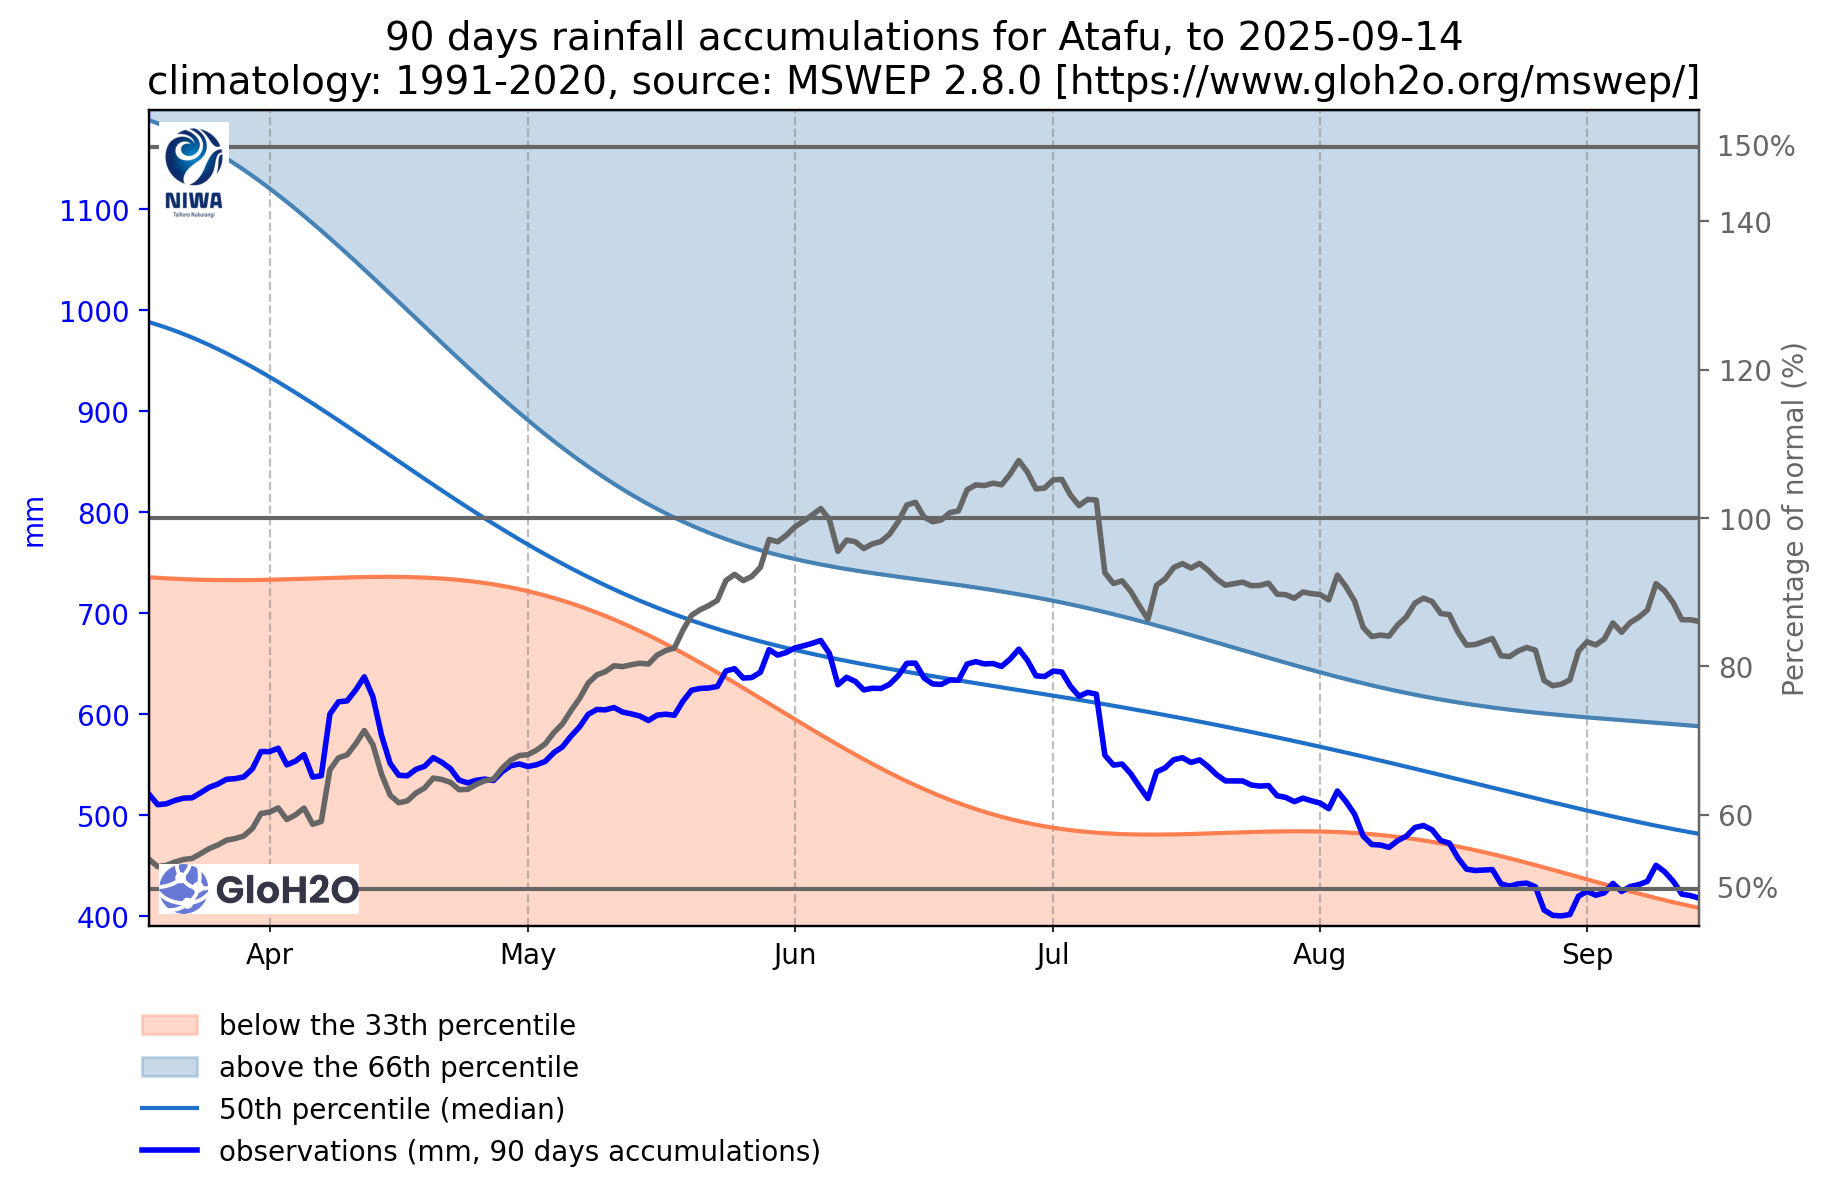 90 days rainfall accumulations for Atafu, to 2025-09-14
climatology: 1991-2020, source: MSWEP 2.8.0 [https://www.gloh2o.org/mswep/]
NIWA
Taihoro Nukurangi
mm
1100
1000
900
800
700
600
500
400
150%
140
120
100
80
60
50%
Percentage of normal (%)
GloH2O
Apr May Jun Jul Aug Sep
below the 33th percentile
above the 66th percentile
50th percentile (median)
observations (mm, 90 days accumulations)